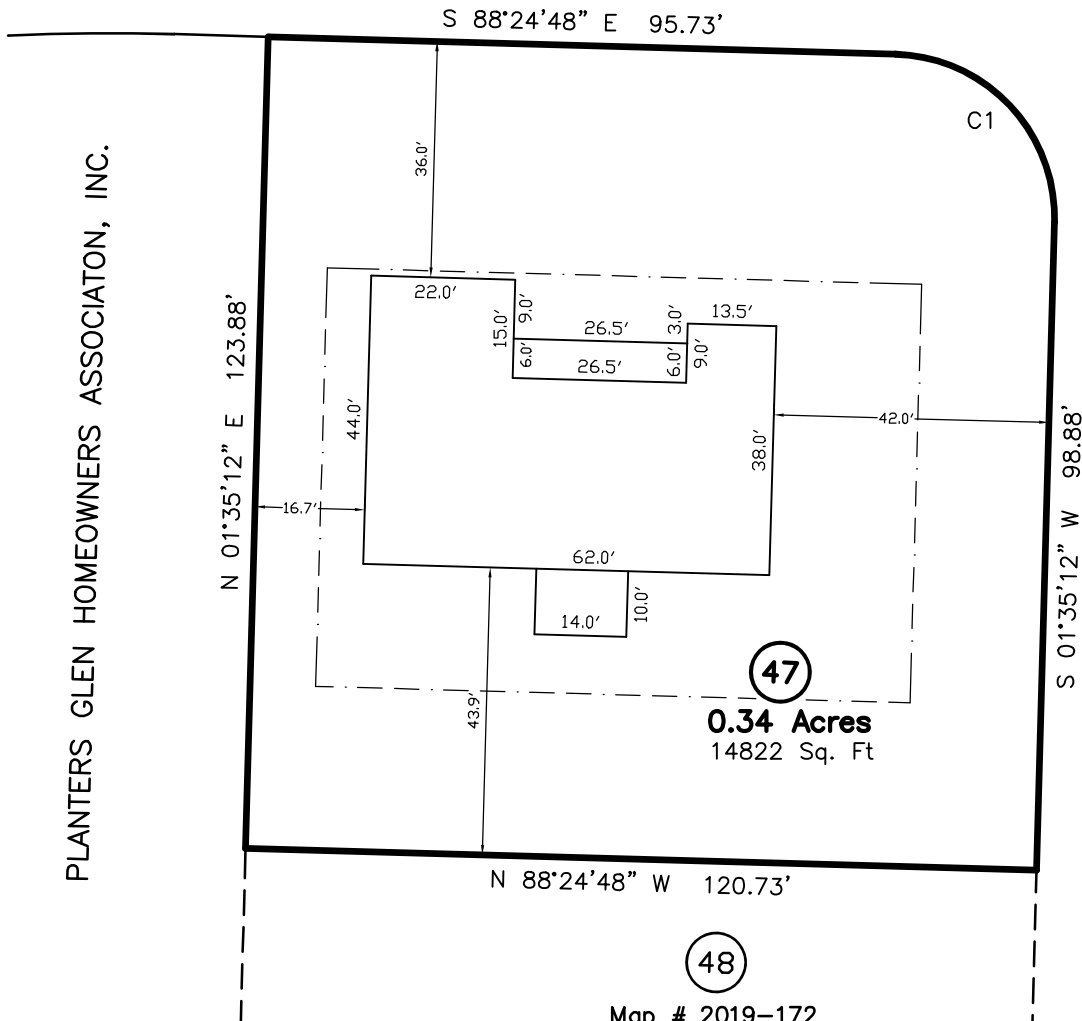 S 88°24'48" E 95.73'
C1
PLANTERS GLEN HOMEOWNERS ASSOCIATON, INC.
36.0'
22.0'
9.0'
15.0'
6.0'
26.5'
26.5'
3.0'
6.0'
9.0'
13.5'
N 01°35'12" E 123.88'
44.0'
38.0'
42.0'
S 01°35'12" W 98.88'
16.7'
62.0'
14.0'
10.0'
43.9'
47
0.34 Acres
14822 Sq. Ft
N 88°24'48" W 120.73'
48
Map # 2019-172